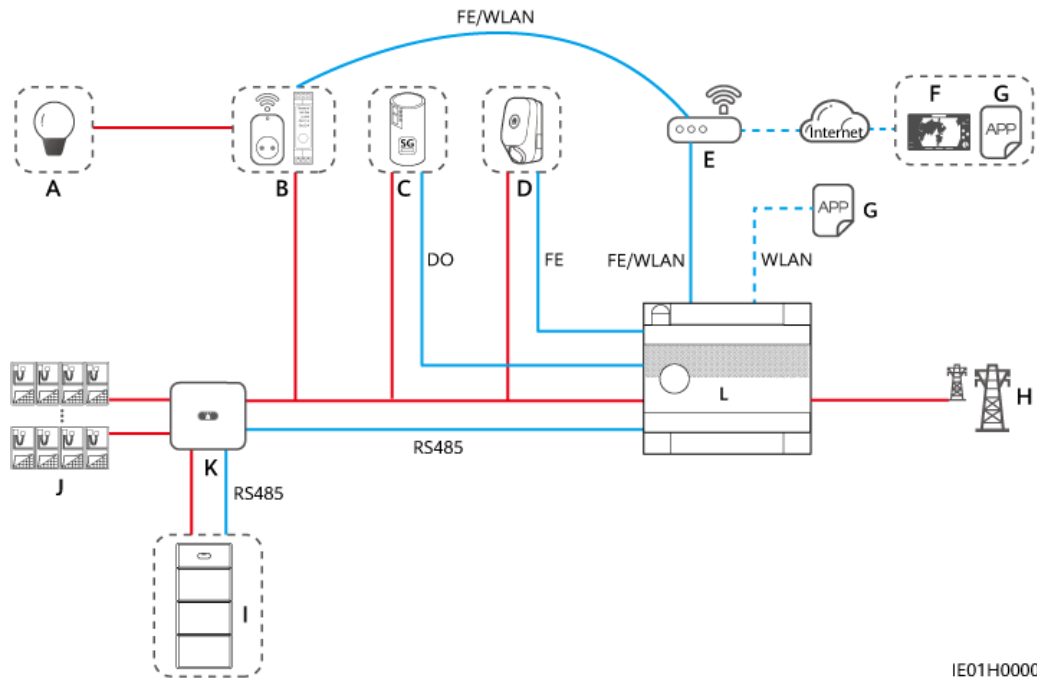 FE/WLAN
F
G
SG
APP
Internet
A
B
C
D
E
APP
G
DO
FE
FE/WLAN
WLAN
L
H
RS485
J
K
RS485
I
IE01H0000